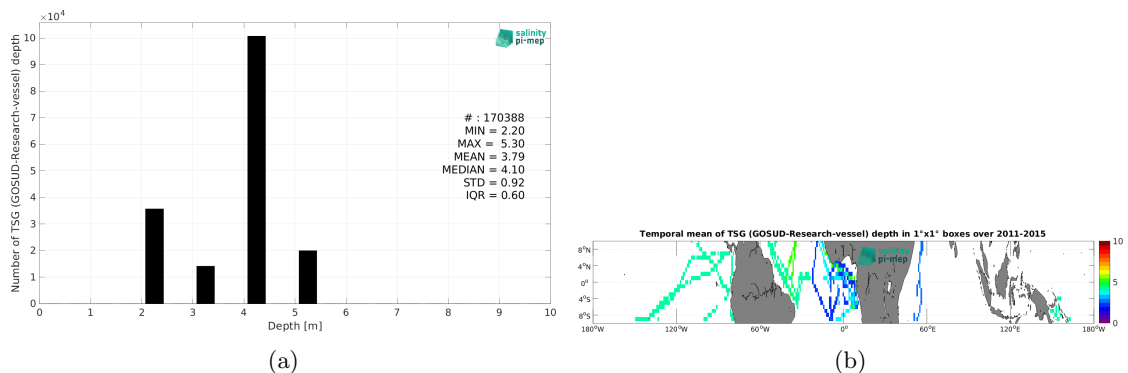 ×10⁴
10
9
8
7
6
5
4
3
2
1
0
Number of TSG (GOSUD-Research-vessel) depth
salinity
pi-mep
# : 170388
MIN = 2.20
MAX = 5.30
MEAN = 3.79
MEDIAN = 4.10
STD = 0.92
IQR = 0.60
0 1 2 3 4 5 6 7 8 9 10
Depth [m]
(a)
Temporal mean of TSG (GOSUD-Research-vessel) depth in 1°x1° boxes over 2011-2015
salinity
pi-mep
8°N
4°N
0°
4°S
8°S
180°W 120°W 60°W 0° 60°E 120°E 180°W
10
5
0
(b)